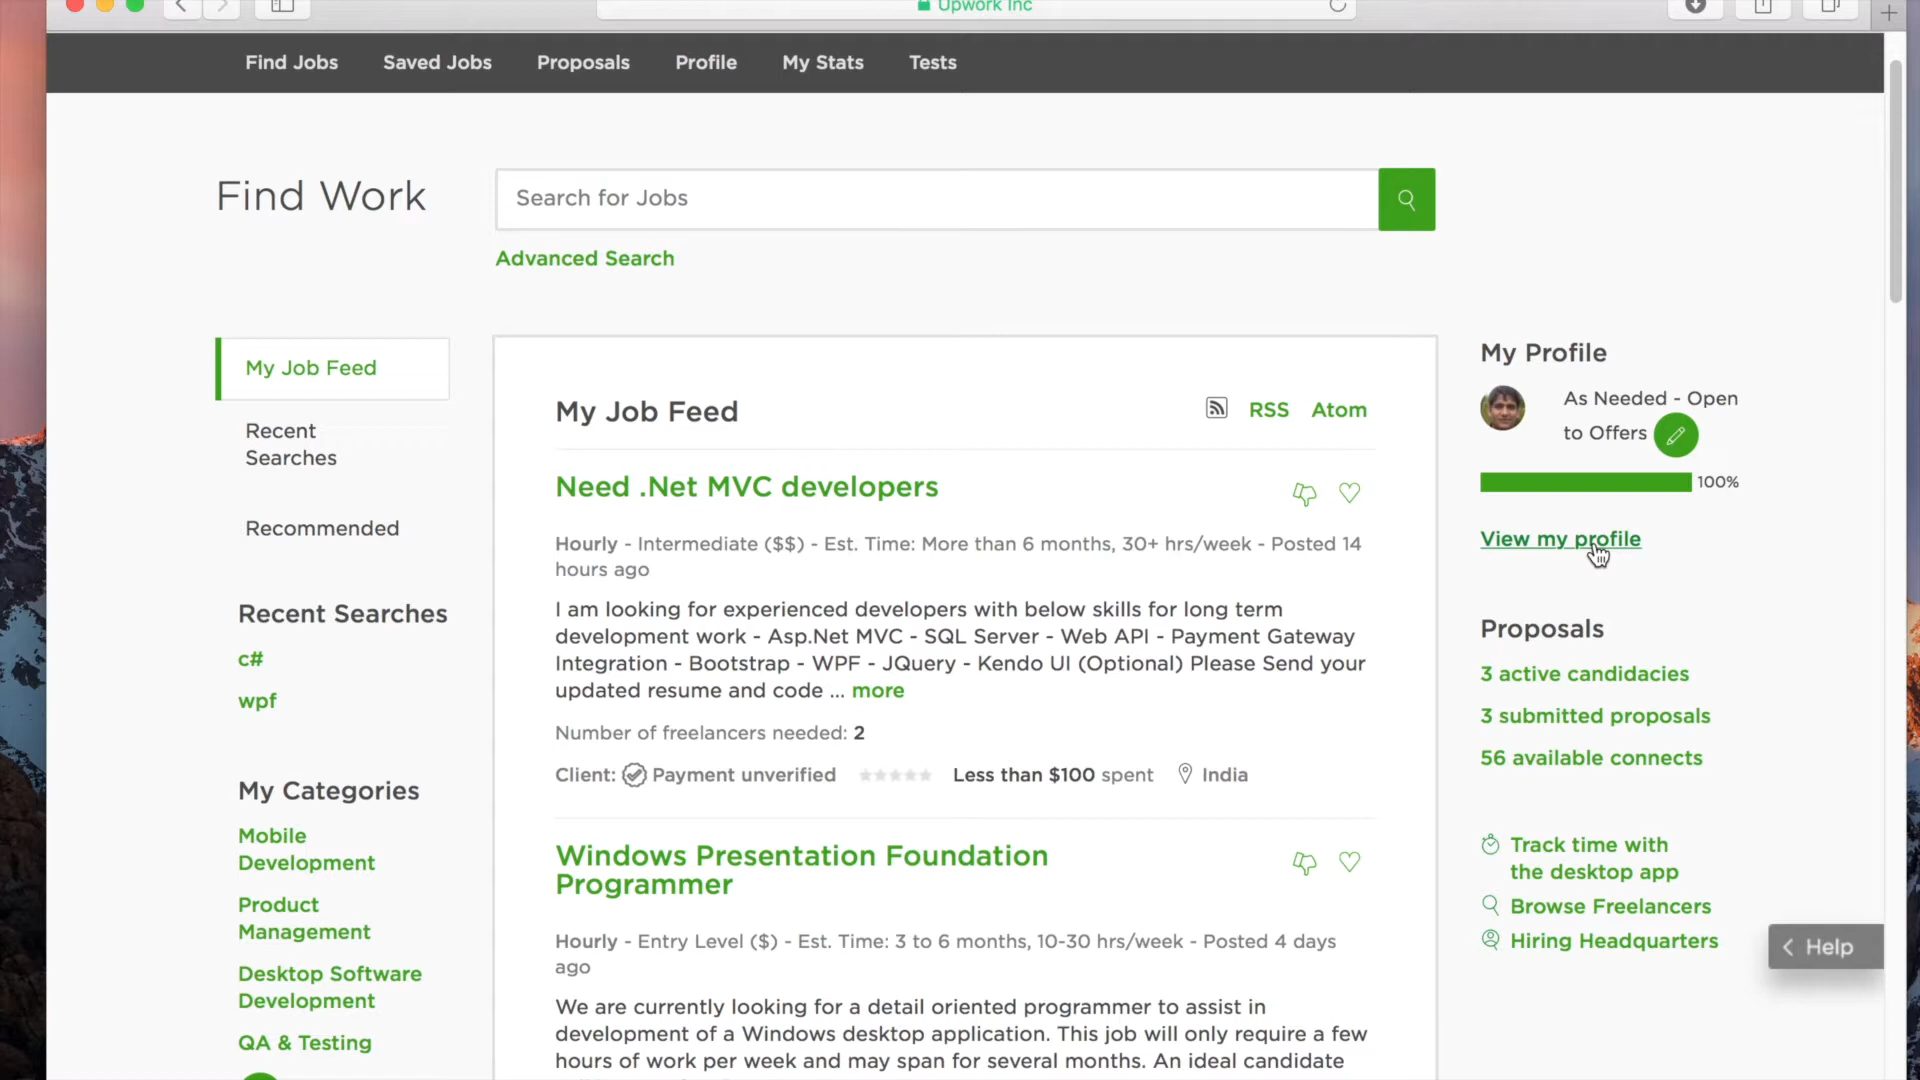 Upwork Inc
Find Jobs
Saved Jobs
Proposals
Profile
My Stats
Tests
Find Work
Search for Jobs
Advanced Search
My Job Feed
Recent
Searches
Recommended
Recent Searches
c#
wpf
My Categories
Mobile
Development
Product
Management
Desktop Software
Development
QA & Testing
My Job Feed
RSS
Atom
Need .Net MVC developers
Hourly - Intermediate ($$) - Est. Time: More than 6 months, 30+ hrs/week - Posted 14
hours ago
I am looking for experienced developers with below skills for long term
development work - Asp.Net MVC - SQL Server - Web API - Payment Gateway
Integration - Bootstrap - WPF - JQuery - Kendo UI (Optional) Please Send your
updated resume and code ... more
Number of freelancers needed: 2
Client: Payment unverified Less than $100 spent India
Windows Presentation Foundation
Programmer
Hourly - Entry Level ($) - Est. Time: 3 to 6 months, 10-30 hrs/week - Posted 4 days
ago
We are currently looking for a detail oriented programmer to assist in
development of a Windows desktop application. This job will only require a few
hours of work per week and may span for several months. An ideal candidate
My Profile
As Needed - Open
to Offers
100%
View my profile
Proposals
3 active candidacies
3 submitted proposals
56 available connects
Track time with
the desktop app
Browse Freelancers
Hiring Headquarters
Help